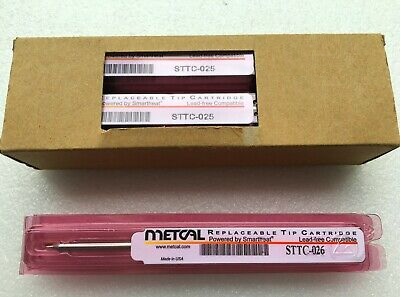 STTC-025
REPLACEABLE TIP CARTRIDGE
Powered by Smartheat® Lead-free Compatible
STTC-025
METCAL REPLACEABLE TIP CARTRIDGE
Powered by Smartheat® Lead-free Compatible
metcal.com STTC-026
Made in USA